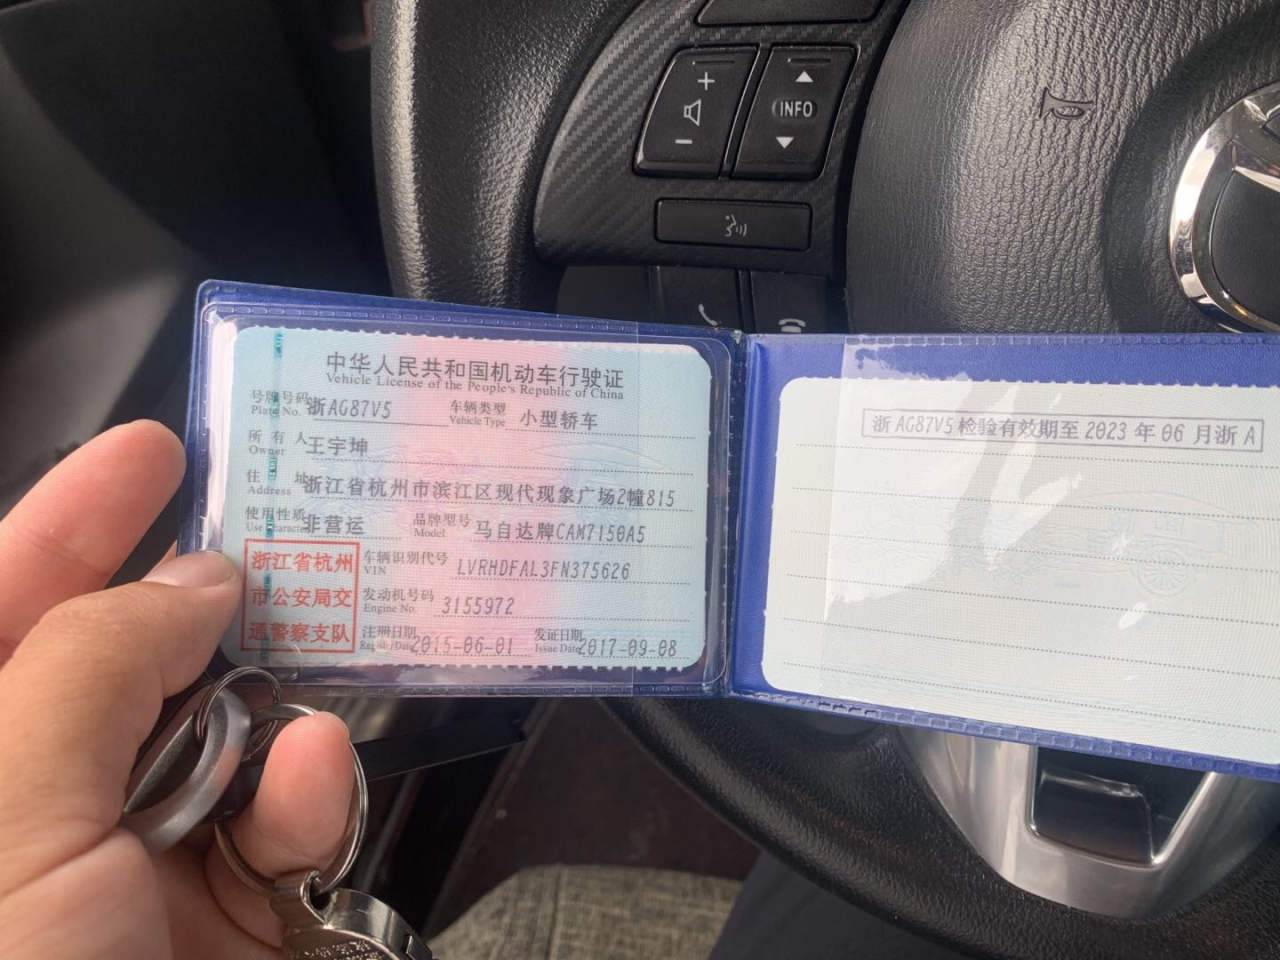 +
−
INFO
中华人民共和国机动车行驶证
Vehicle License of the People's Republic of China
号牌号码 浙AG87V5 车辆类型 小型轿车
Plate No. Vehicle Type
所有人 王宇坤
Owner
住址 浙江省杭州市滨江区现代现象广场2幢815
Address
使用性质 非营运 品牌型号 马自达牌CAM7150A5
Use Character Model
浙江省杭州
市公安局交
通警察支队
车辆识别代号 LVRHDFAL3FN375626
VIN
发动机号码 3155972
Engine No.
注册日期 2015-06-01 发证日期 2017-09-08
Register Date Issue Date
浙AG87V5检验有效期至2023年06月浙A